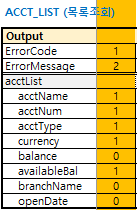 ACCT_LIST (목록조회)
Output
ErrorCode 1
ErrorMessage 2
acctList
acctName 1
acctNum 1
acctType 1
currency 1
balance 0
availableBal 1
branchName 0
openDate 0